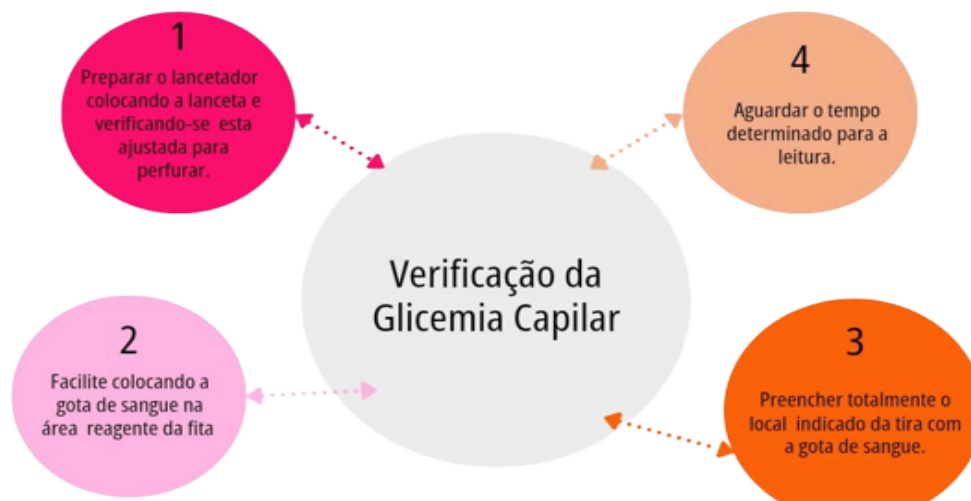 1
Preparar o lancetador
colocando a lanceta e
verificando-se esta
ajustada para
perfurar.
4
Aguardar o tempo
determinado para a
leitura.
Verificação da
Glicemia Capilar
2
Facilite colocando a
gota de sangue na
área reagente da fita
3
Preencher totalmente o
local indicado da tira com
a gota de sangue.